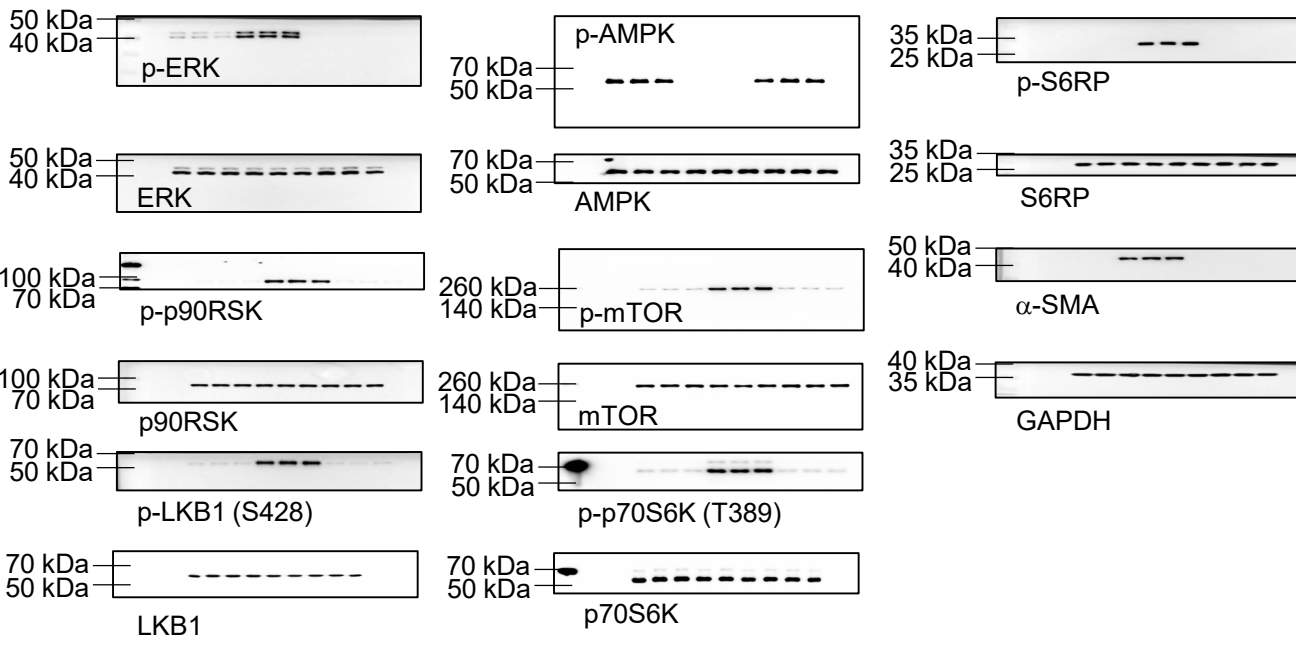 50 kDa
40 kDa
p-ERK
50 kDa
40 kDa
ERK
100 kDa
70 kDa
p-p90RSK
100 kDa
70 kDa
p90RSK
70 kDa
50 kDa
p-LKB1 (S428)
70 kDa
50 kDa
LKB1
p-AMPK
70 kDa
50 kDa
70 kDa
50 kDa
AMPK
260 kDa
140 kDa
p-mTOR
260 kDa
140 kDa
mTOR
70 kDa
50 kDa
p-p70S6K (T389)
70 kDa
50 kDa
p70S6K
35 kDa
25 kDa
p-S6RP
35 kDa
25 kDa
S6RP
50 kDa
40 kDa
α-SMA
40 kDa
35 kDa
GAPDH